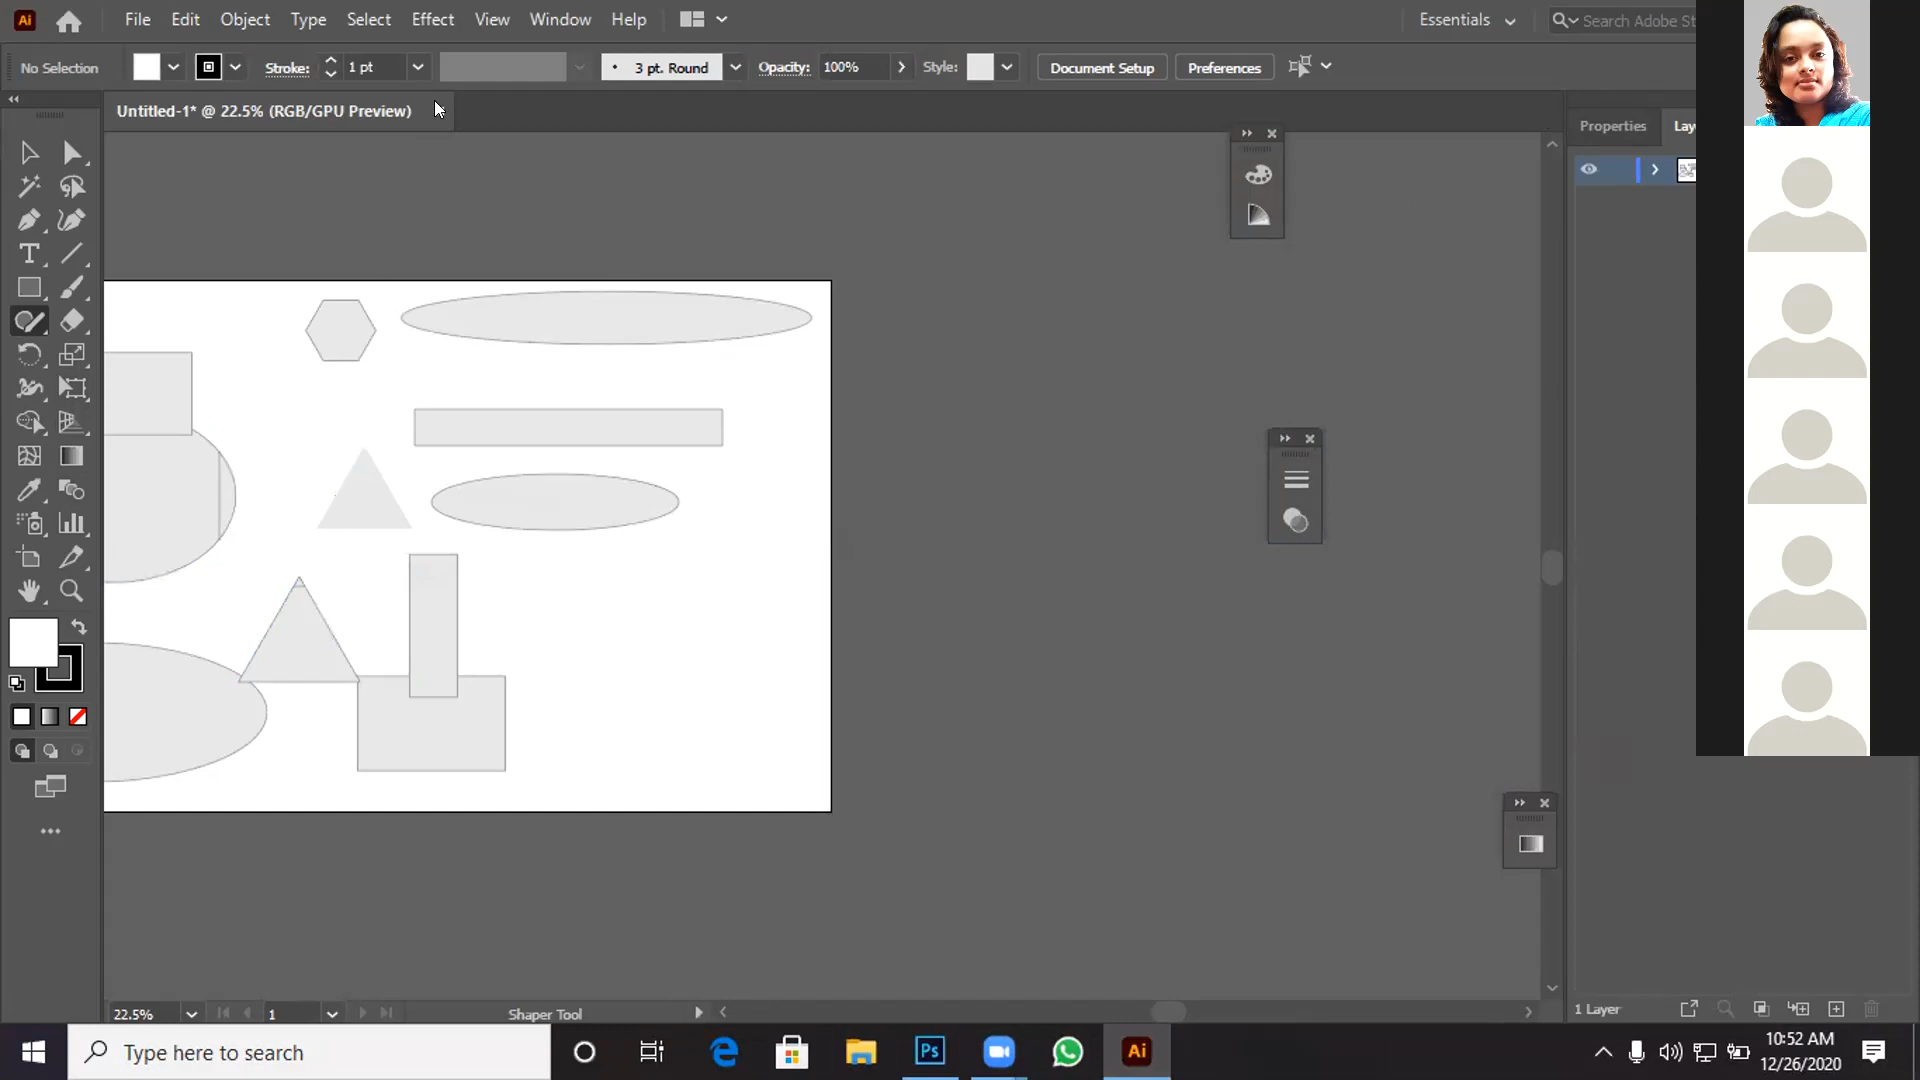 Ai File Edit Object Type Select Effect View Window Help Essentials Search Adobe St
No Selection Stroke: 1 pt 3 pt. Round Opacity: 100% Style: Document Setup Preferences
Untitled-1* @ 22.5% (RGB/GPU Preview)
Properties Lay
T
22.5% 1 Shaper Tool
1 Layer
Type here to search Ps Ai
10:52 AM
12/26/2020